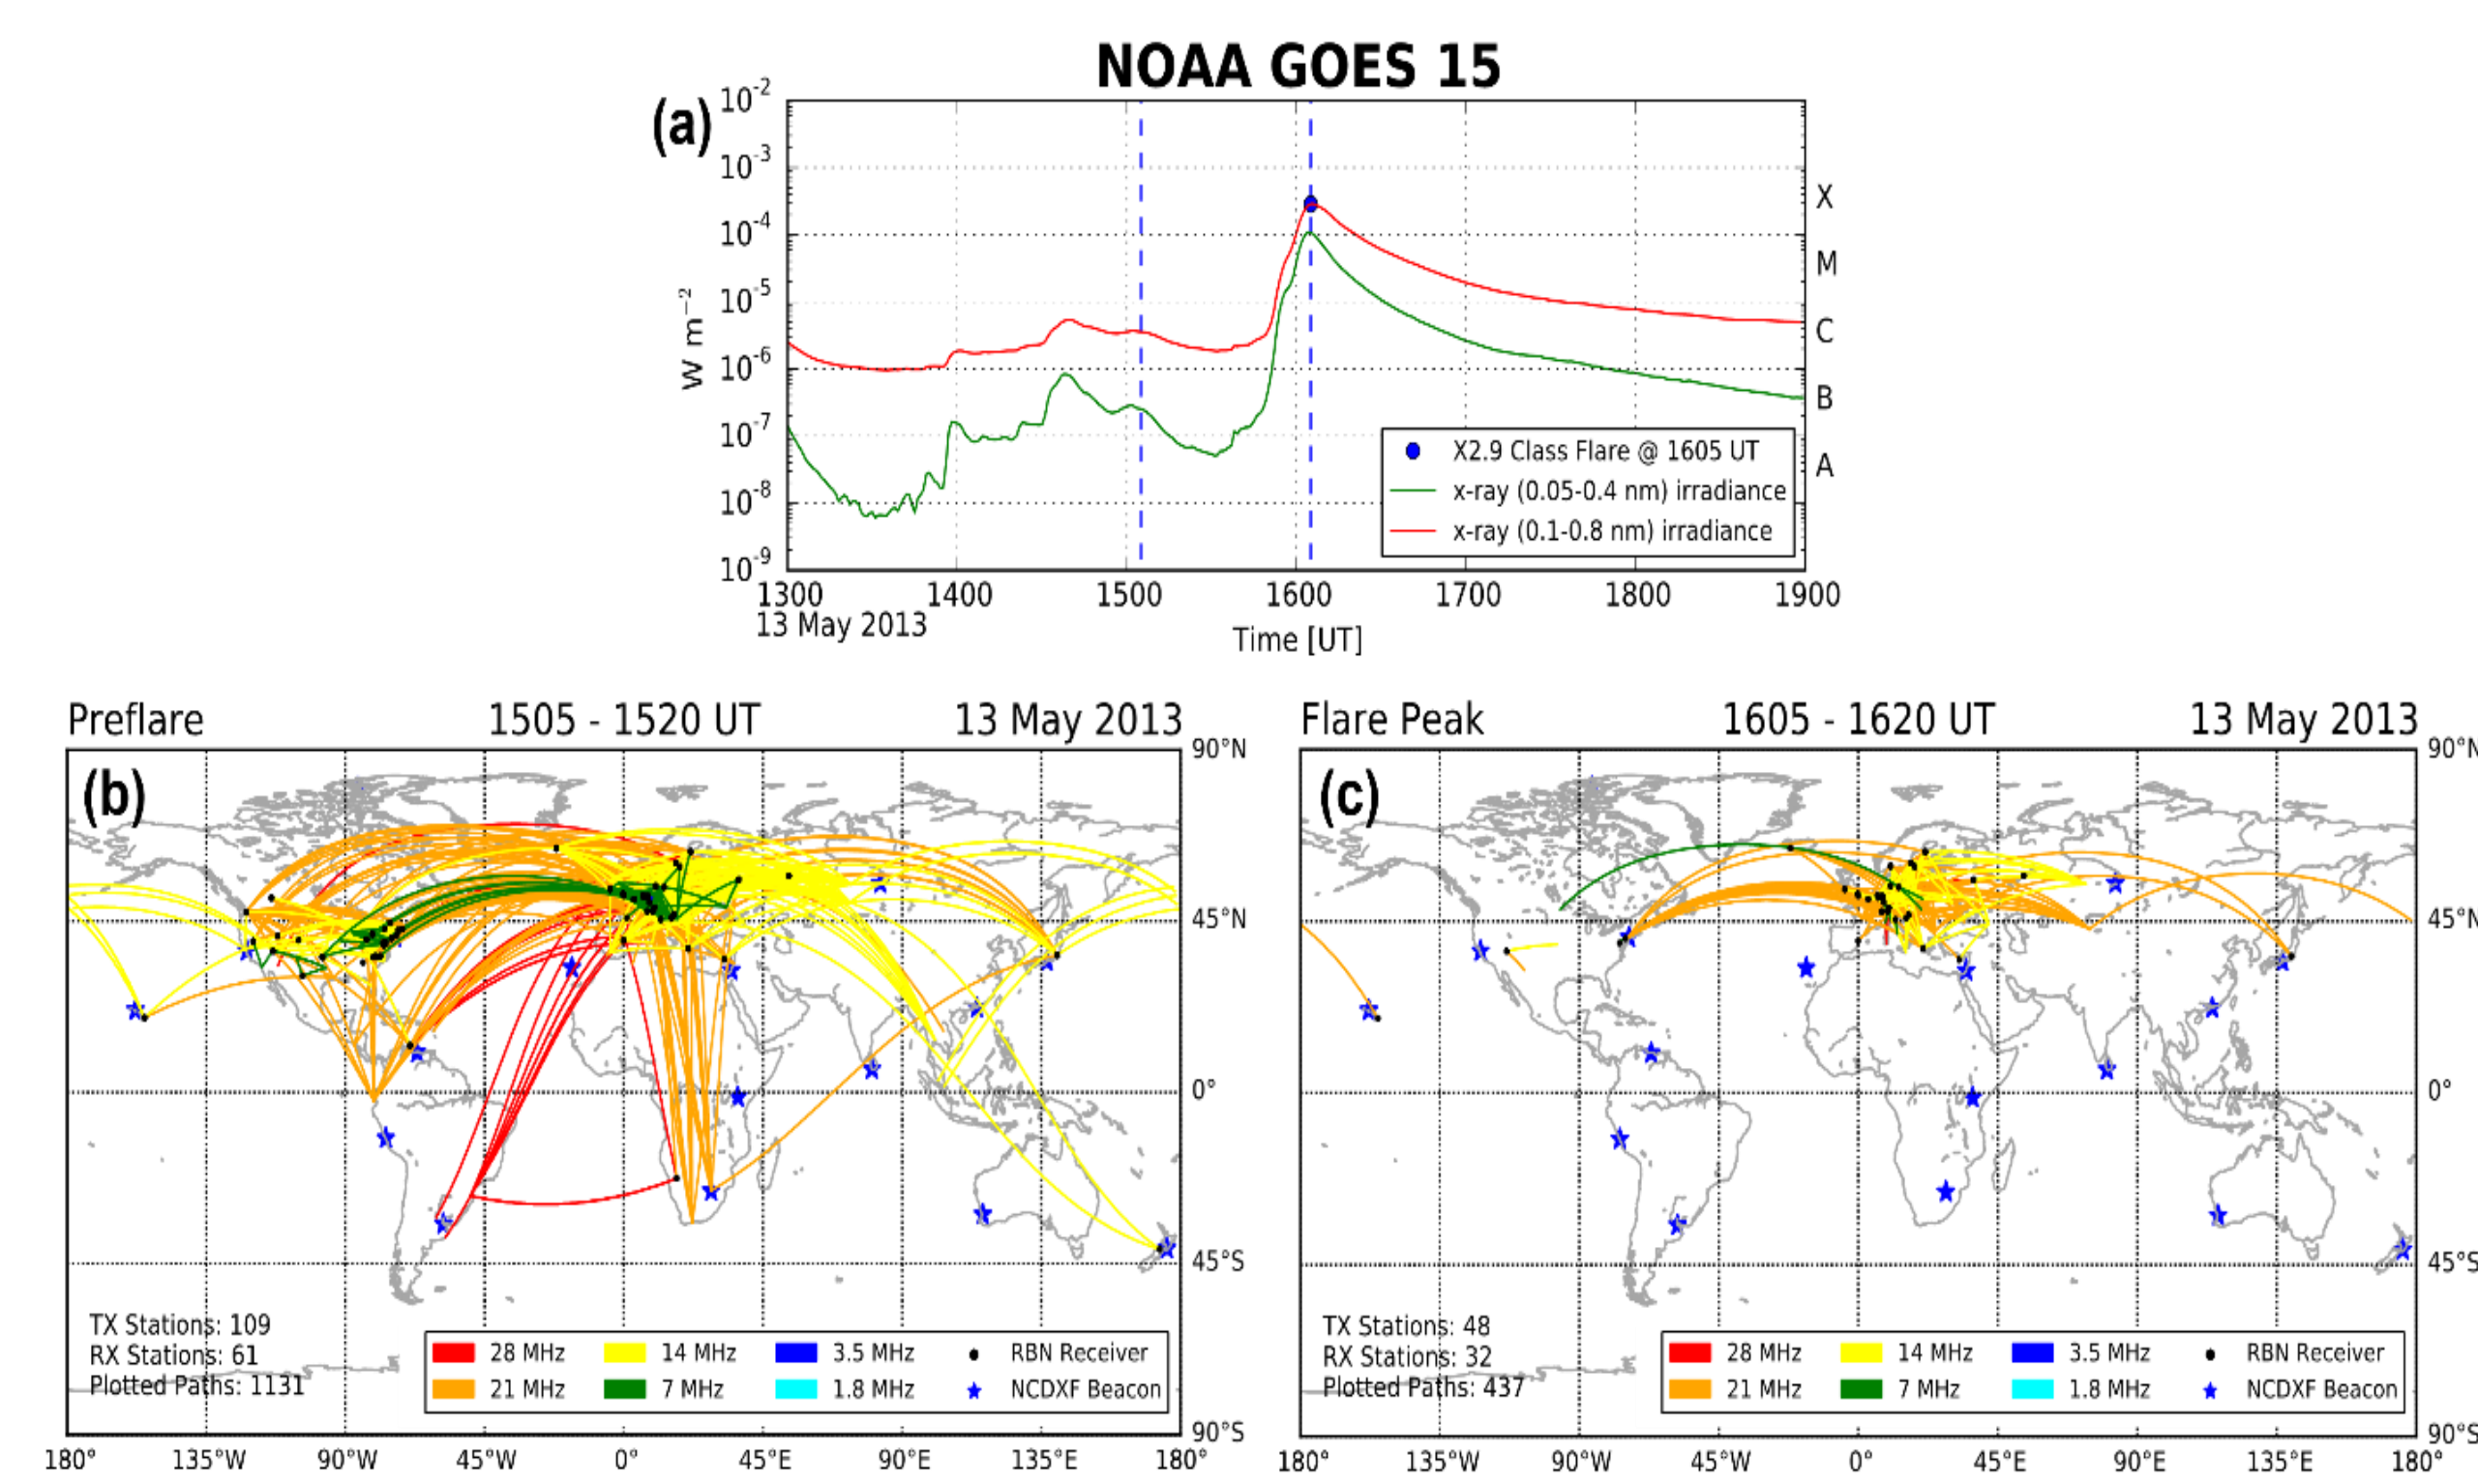 NOAA GOES 15
(a)
10-2
10-3
10-4
10-5
10-6
10-7
10-8
10-9
W m−2
X
M
C
B
A
X2.9 Class Flare @ 1605 UT
x-ray (0.05-0.4 nm) irradiance
x-ray (0.1-0.8 nm) irradiance
1300 1400 1500 1600 1700 1800 1900
13 May 2013
Time [UT]
Preflare 1505 - 1520 UT 13 May 2013
(b)
90°N
45°N
0°
45°S
90°S
TX Stations: 109
RX Stations: 61
Plotted Paths: 1131
28 MHz 14 MHz 3.5 MHz RBN Receiver
21 MHz 7 MHz 1.8 MHz NCDXF Beacon
180° 135°W 90°W 45°W 0° 45°E 90°E 135°E 180°
Flare Peak 1605 - 1620 UT 13 May 2013
(c)
90°N
45°N
0°
45°S
90°S
TX Stations: 48
RX Stations: 32
Plotted Paths: 437
28 MHz 14 MHz 3.5 MHz RBN Receiver
21 MHz 7 MHz 1.8 MHz NCDXF Beacon
180° 135°W 90°W 45°W 0° 45°E 90°E 135°E 180°